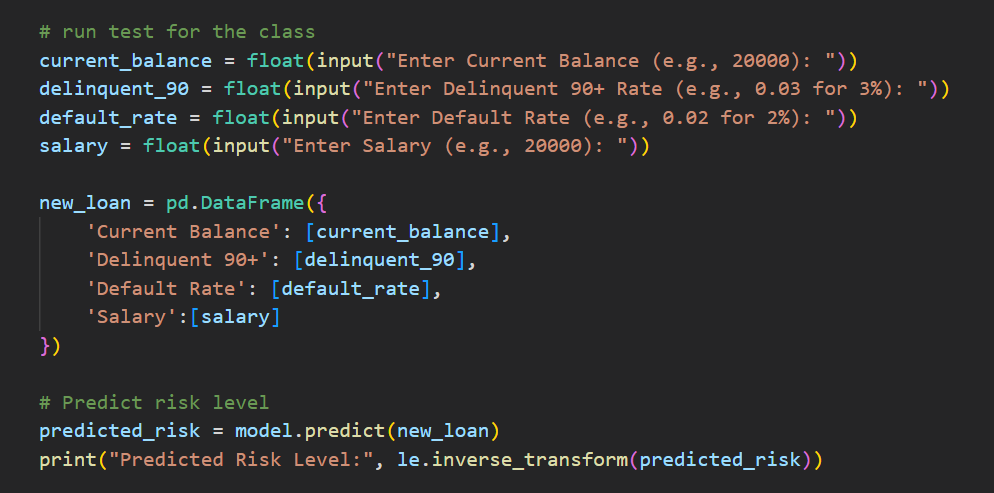 # run test for the class
current_balance = float(input("Enter Current Balance (e.g., 20000): "))
delinquent_90 = float(input("Enter Delinquent 90+ Rate (e.g., 0.03 for 3%): "))
default_rate = float(input("Enter Default Rate (e.g., 0.02 for 2%): "))
salary = float(input("Enter Salary (e.g., 20000): "))

new_loan = pd.DataFrame({
    'Current Balance': [current_balance],
    'Delinquent 90+': [delinquent_90],
    'Default Rate': [default_rate],
    'Salary':[salary]
})

# Predict risk level
predicted_risk = model.predict(new_loan)
print("Predicted Risk Level:", le.inverse_transform(predicted_risk))